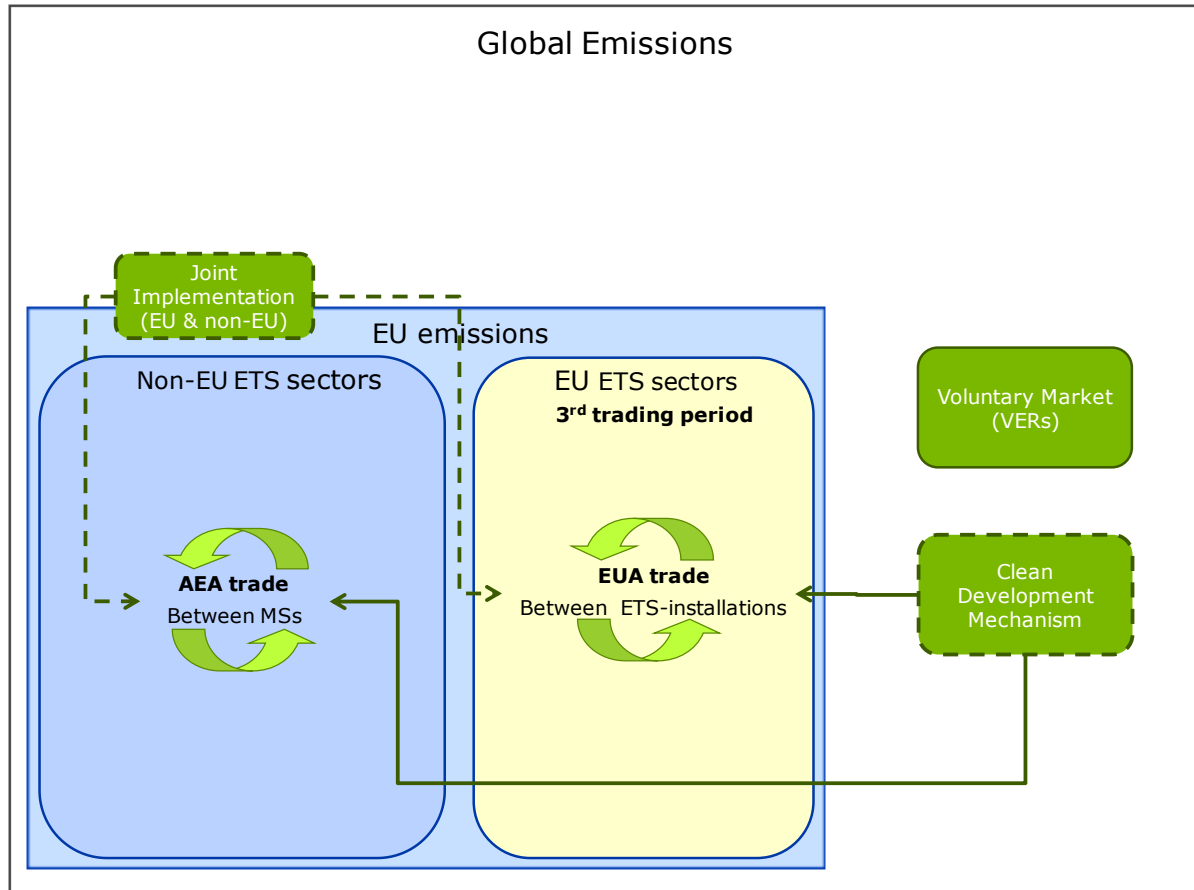 Global Emissions
Joint
Implementation
(EU & non-EU)
EU emissions
Non-EU ETS sectors
EU ETS sectors
3rd trading period
Voluntary Market
(VERs)
AEA trade
Between MSs
EUA trade
Between ETS-installations
Clean
Development
Mechanism